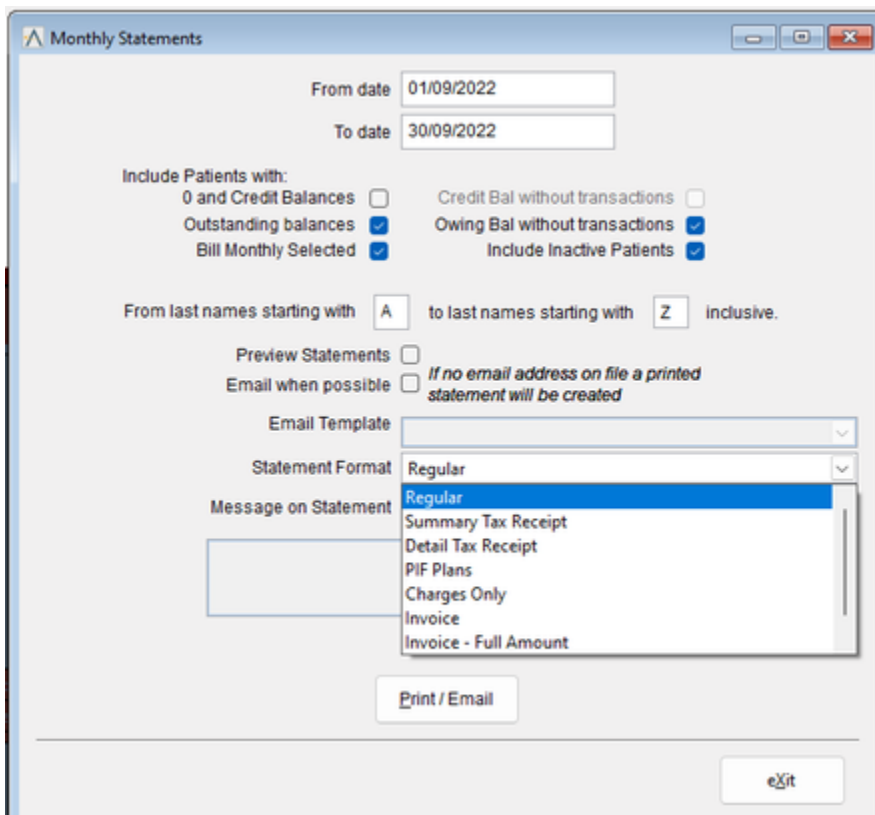 Monthly Statements
From date 01/09/2022
To date 30/09/2022
Include Patients with:
0 and Credit Balances Credit Bal without transactions
Outstanding balances Owing Bal without transactions
Bill Monthly Selected Include Inactive Patients
From last names starting with A to last names starting with Z inclusive.
Preview Statements
Email when possible If no email address on file a printed
statement will be created
Email Template
Statement Format Regular
Message on Statement Regular
Summary Tax Receipt
Detail Tax Receipt
PIF Plans
Charges Only
Invoice
Invoice - Full Amount
Print / Email
eXit